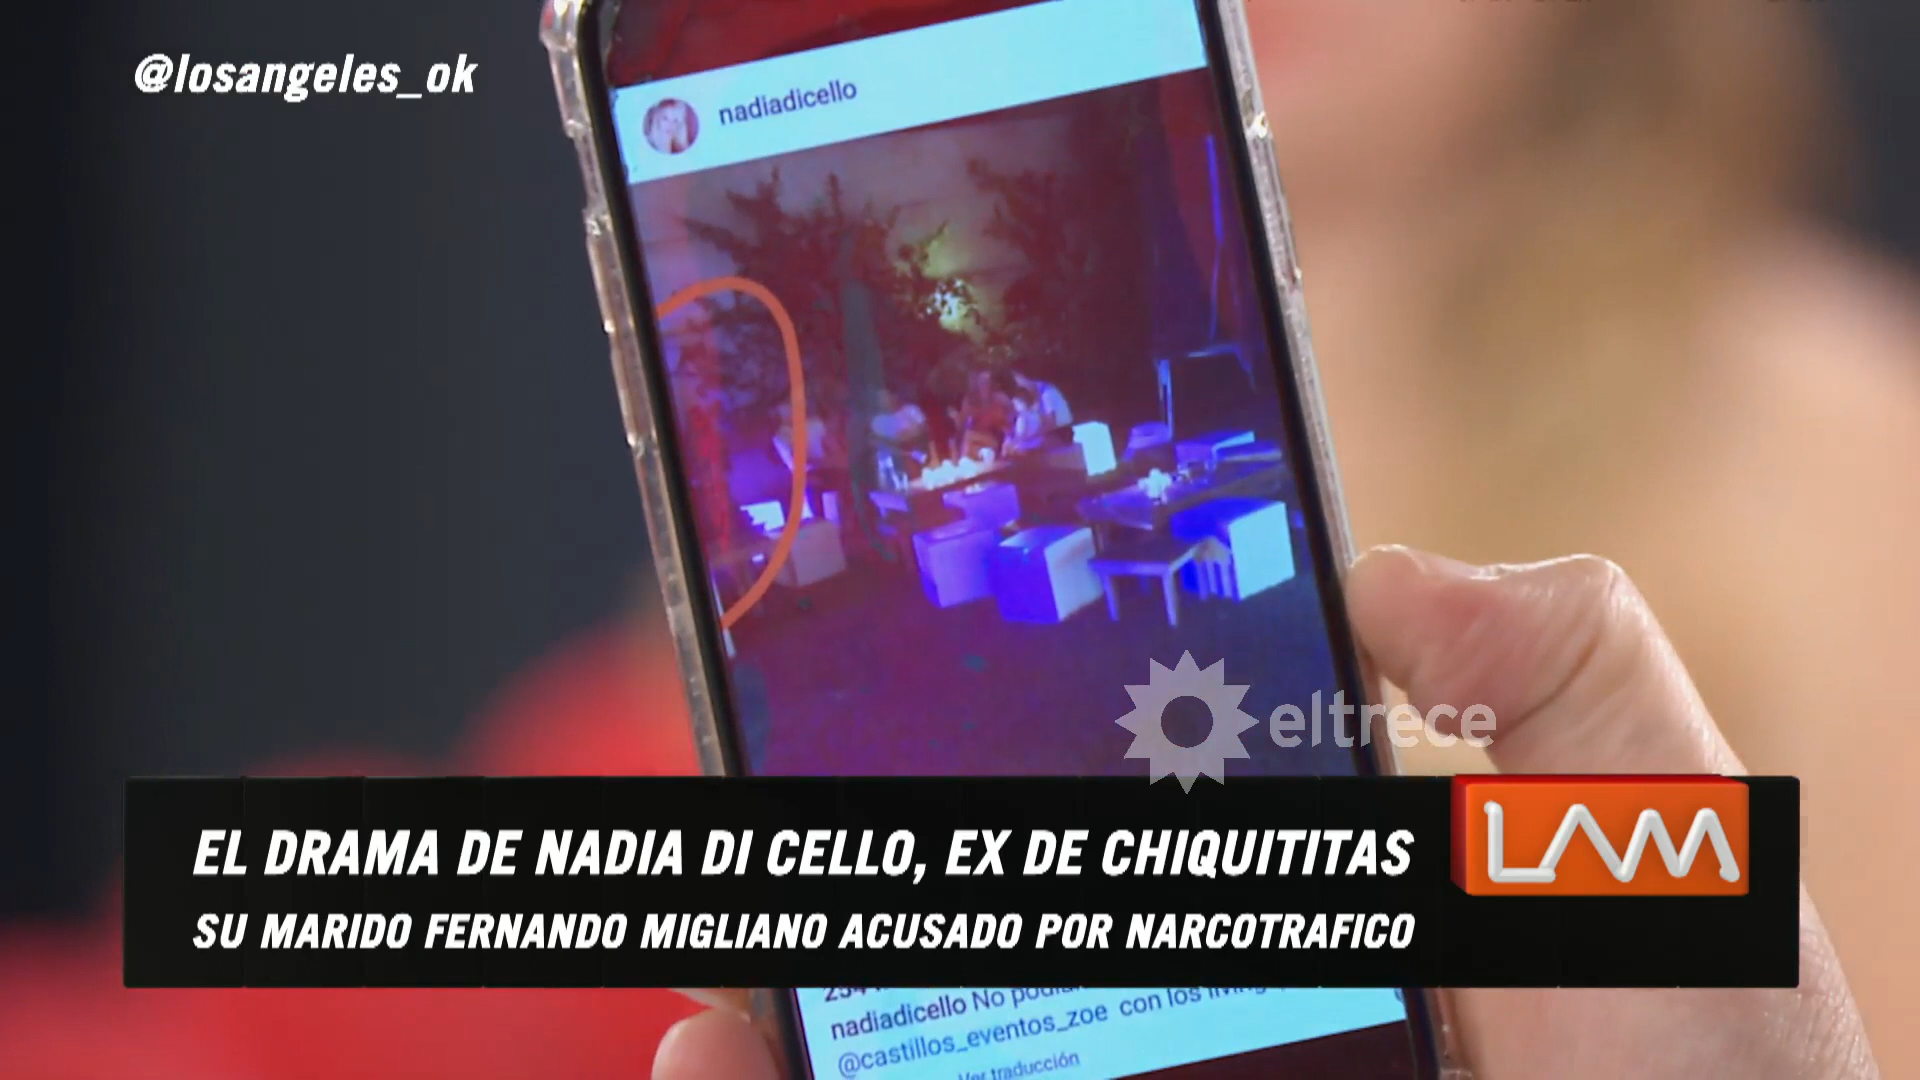 @losangeles_ok
nadiadicello
eltrece
EL DRAMA DE NADIA DI CELLO, EX DE CHIQUITITAS
LAM
SU MARIDO FERNANDO MIGLIANO ACUSADO POR NARCOTRAFICO
nadiadicello No
@castillos_eventos_zoe con los
Ver traducción